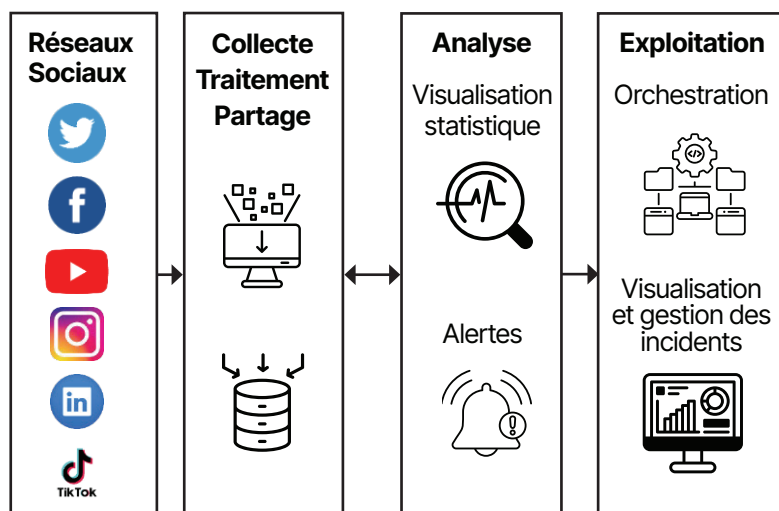 Réseaux
Sociaux
TikTok
Collecte
Traitement
Partage
Analyse
Visualisation
statistique
Alertes
Exploitation
Orchestration
Visualisation
et gestion des
incidents